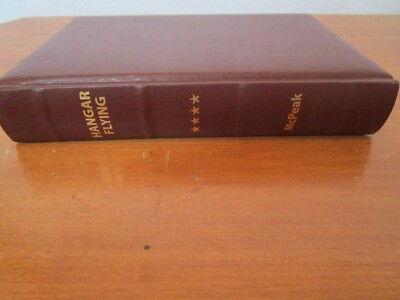 HANGAR
FLYING
★★★★
McPeak